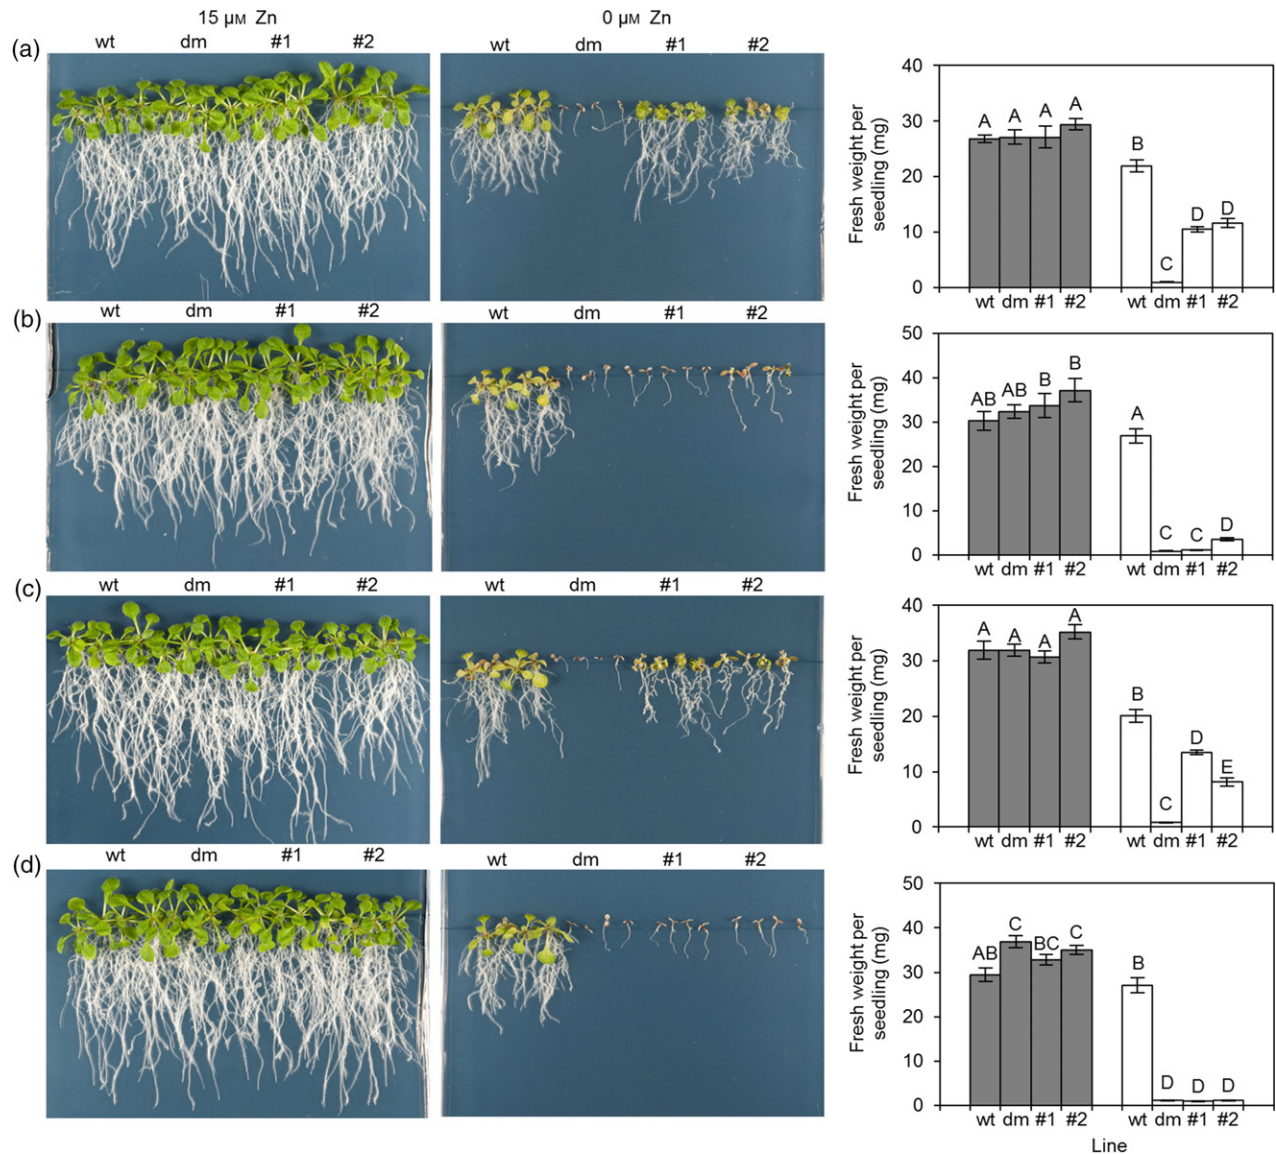 15 µM Zn
0 µM Zn
(a)
wt dm #1 #2
wt dm #1 #2
Fresh weight per
seedling (mg)
40
30
20
10
0
A A A A
B C D D
wt dm #1 #2
wt dm #1 #2
(b)
wt dm #1 #2
wt dm #1 #2
Fresh weight per
seedling (mg)
50
40
30
20
10
0
AB AB B B
A C C D
wt dm #1 #2
wt dm #1 #2
(c)
wt dm #1 #2
wt dm #1 #2
Fresh weight per
seedling (mg)
40
30
20
10
0
A A A A
B C D E
wt dm #1 #2
wt dm #1 #2
(d)
wt dm #1 #2
wt dm #1 #2
Fresh weight per
seedling (mg)
50
40
30
20
10
0
AB C BC C
B D D D
wt dm #1 #2
wt dm #1 #2
Line